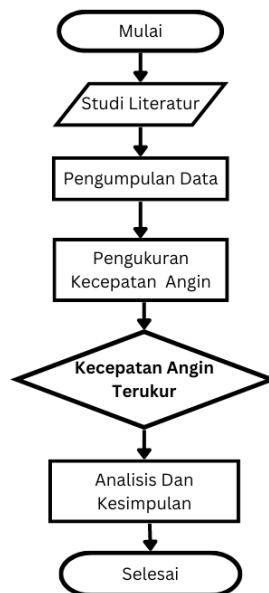 Mulai
Studi Literatur
Pengumpulan Data
Pengukuran
Kecepatan Angin
Kecepatan Angin
Terukur
Analisis Dan
Kesimpulan
Selesai